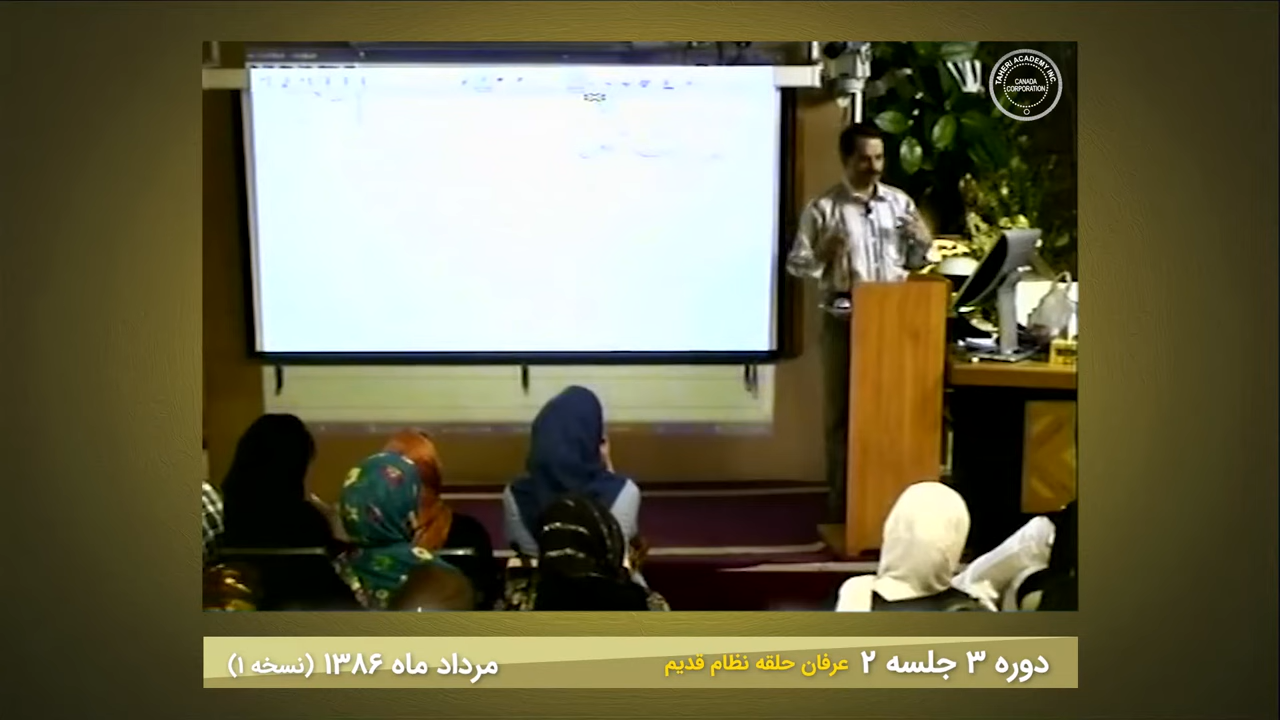 TAHERI ACADEMY INC.
CANADA
CORPORATION
دوره ۳ جلسه ۲ عرفان حلقه نظام قدیم
مرداد ماه ۱۳۸۶ (نسخه ۱)